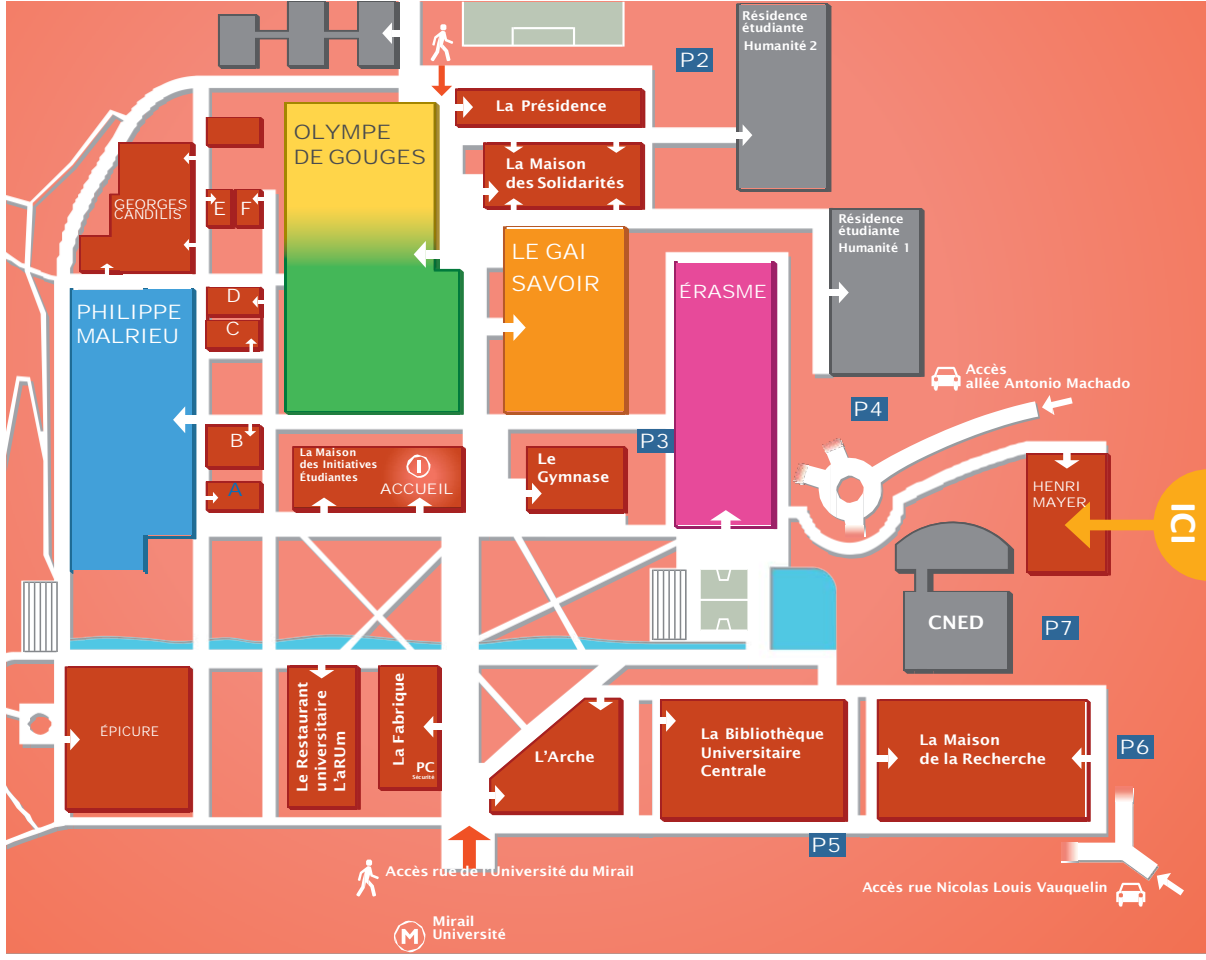 P2
Résidence
étudiante
Humanité 2
La Présidence
OLYMPE
DE GOUGES
La Maison
des Solidarités
GEORGES
CANDILIS
E
F
Résidence
étudiante
Humanité 1
LE GAI
SAVOIR
ÉRASME
PHILIPPE
MALRIEU
D
C
Accès
allée Antonio Machado
P4
B
La Maison
des Initiatives
Étudiantes
I
ACCUEIL
P3
Le
Gymnase
A
HENRI
MAYER
ICI
CNED
P7
ÉPICURE
Le Restaurant
universitaire
L'aRUm
La Fabrique
PC
Sécurité
L'Arche
La Bibliothèque
Universitaire
Centrale
La Maison
de la Recherche
P6
P5
Accès rue de l'Université du Mirail
Accès rue Nicolas Louis Vauquelin
M
Mirail
Université